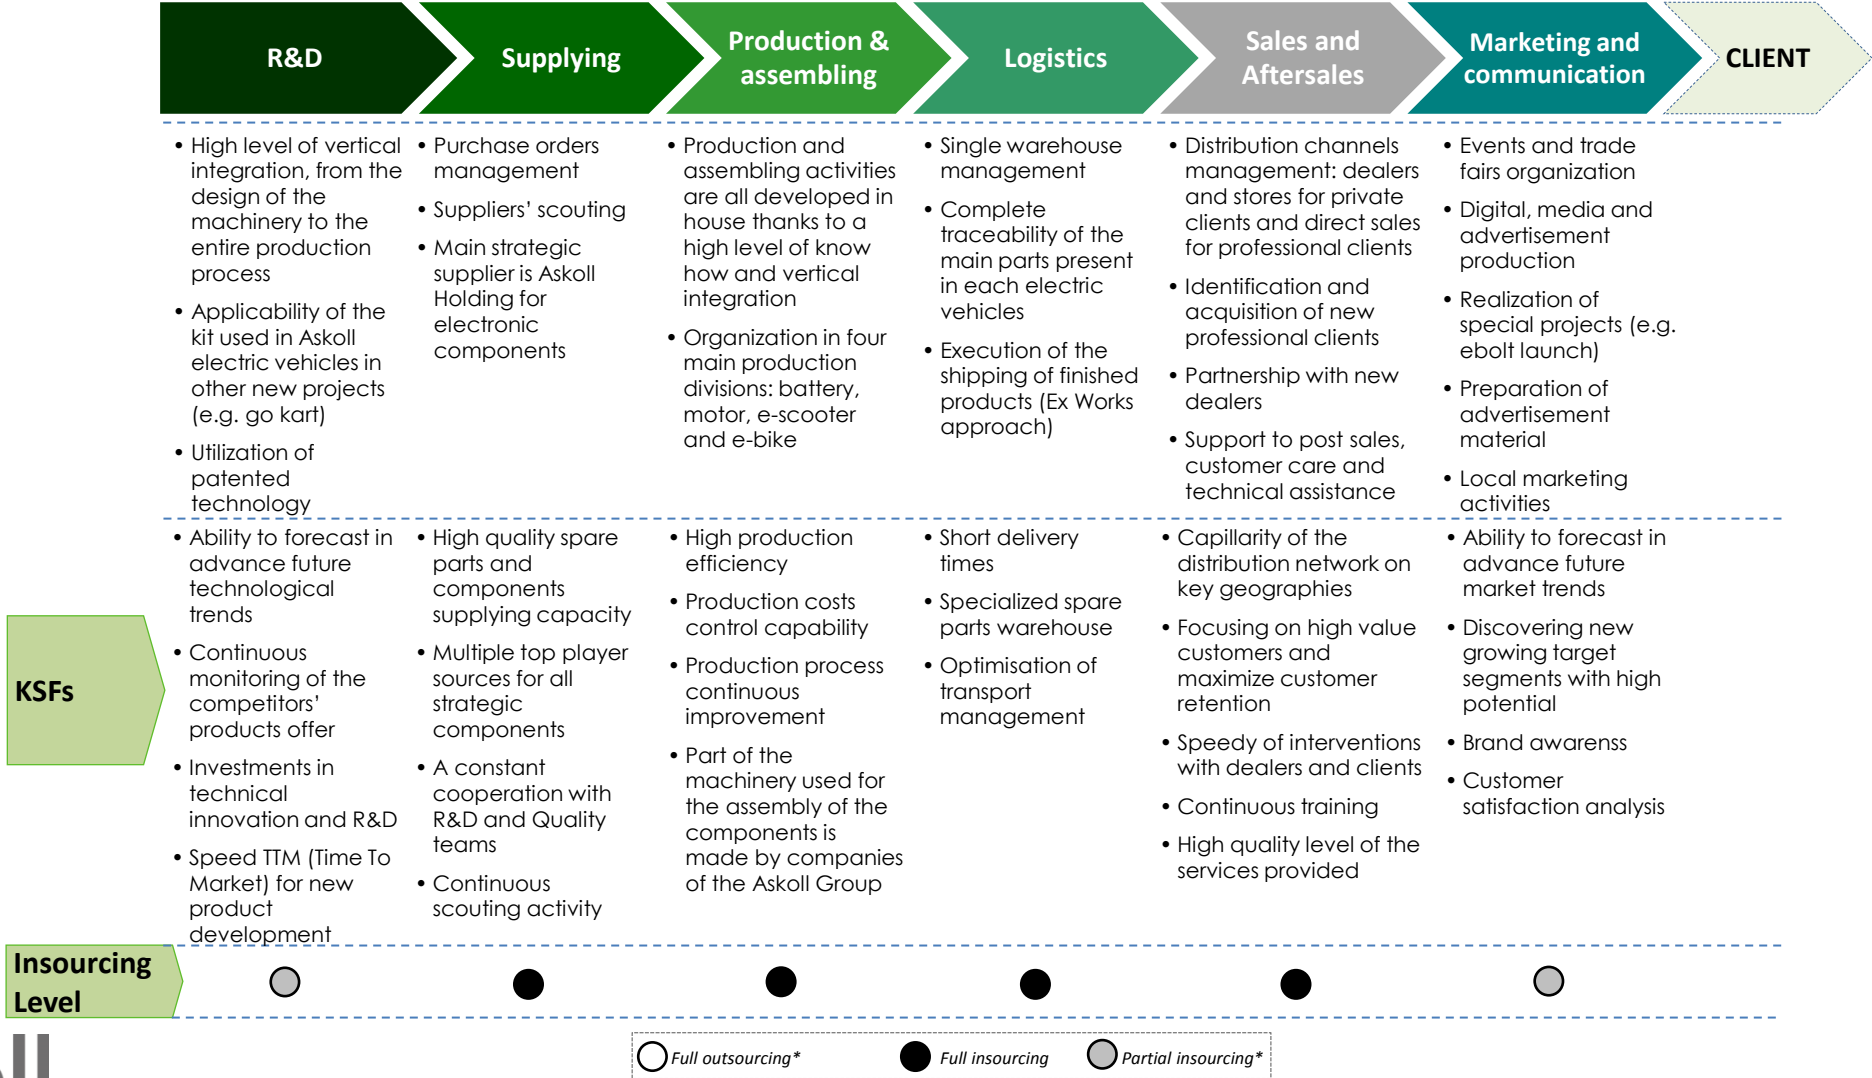 R&D
Supplying
Production &
assembling
Logistics
Sales and
Aftersales
Marketing and
communication
CLIENT
• High level of vertical
integration, from the
design of the
machinery to the
entire production
process
• Applicability of the
kit used in Askoll
electric vehicles in
other new projects
(e.g. go kart)
• Utilization of
patented
technology
• Purchase orders
management
• Suppliers' scouting
• Main strategic
supplier is Askoll
Holding for
electronic
components
• Production and
assembling activities
are all developed in
house thanks to a
high level of know
how and vertical
integration
• Organization in four
main production
divisions: battery,
motor, e-scooter
and e-bike
• Single warehouse
management
• Complete
traceability of the
main parts present
in each electric
vehicles
• Execution of the
shipping of finished
products (Ex Works
approach)
• Distribution channels
management: dealers
and stores for private
clients and direct sales
for professional clients
• Identification and
acquisition of new
professional clients
• Partnership with new
dealers
• Support to post sales,
customer care and
technical assistance
• Events and trade
fairs organization
• Digital, media and
advertisement
production
• Realization of
special projects (e.g.
ebolt launch)
• Preparation of
advertisement
material
• Local marketing
activities
KSFs
• Ability to forecast in
advance future
technological
trends
• Continuous
monitoring of the
competitors'
products offer
• Investments in
technical
innovation and R&D
• Speed TTM (Time To
Market) for new
product
development
• High quality spare
parts and
components
supplying capacity
• Multiple top player
sources for all
strategic
components
• A constant
cooperation with
R&D and Quality
teams
• Continuous
scouting activity
• High production
efficiency
• Production costs
control capability
• Production process
continuous
improvement
• Part of the
machinery used for
the assembly of the
components is
made by companies
of the Askoll Group
• Short delivery
times
• Specialized spare
parts warehouse
• Optimisation of
transport
management
• Capillarity of the
distribution network on
key geographies
• Focusing on high value
customers and
maximize customer
retention
• Speedy of interventions
with dealers and clients
• Continuous training
• High quality level of the
services provided
• Ability to forecast in
advance future
market trends
• Discovering new
growing target
segments with high
potential
• Brand awarenss
• Customer
satisfaction analysis
Insourcing
Level
Full outsourcing*
Full insourcing
Partial insourcing*